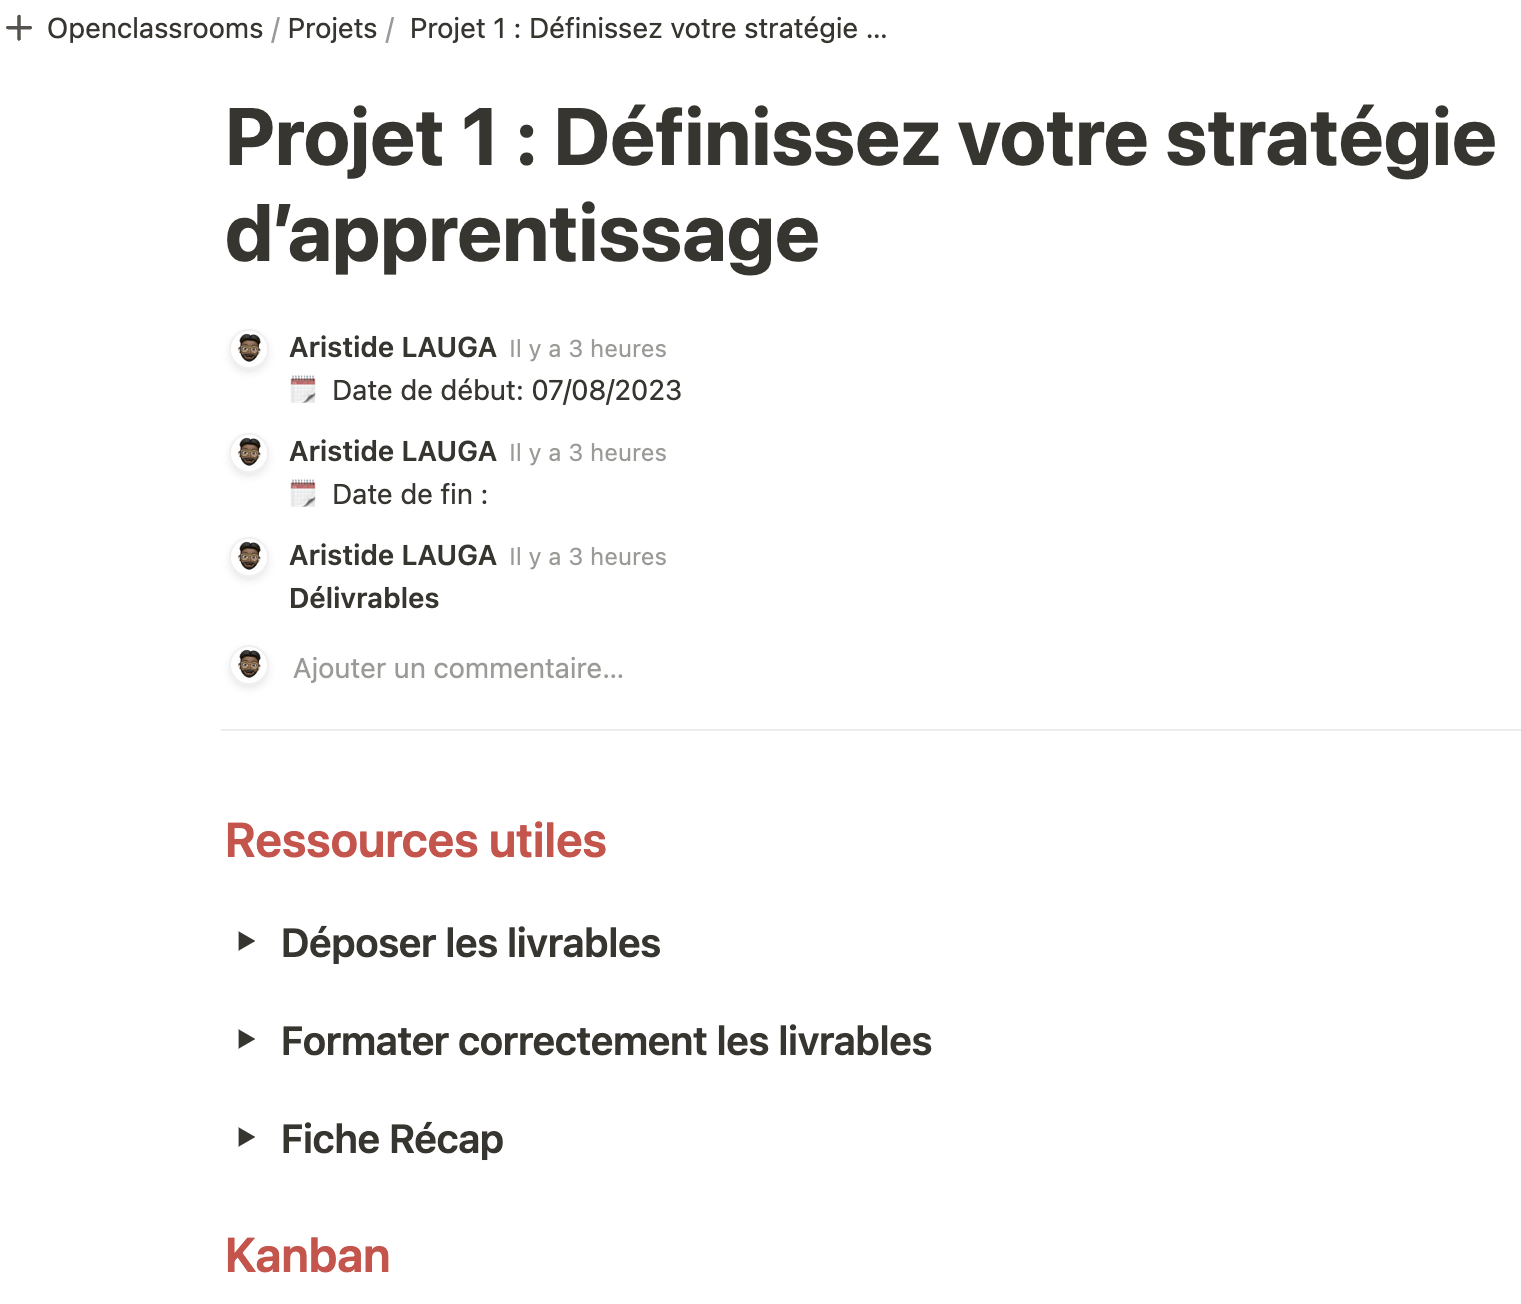 Openclassrooms / Projets / Projet 1 : Définissez votre stratégie ...
Projet 1 : Définissez votre stratégie
d’apprentissage
Aristide LAUGA Il y a 3 heures
Date de début: 07/08/2023
Aristide LAUGA Il y a 3 heures
Date de fin :
Aristide LAUGA Il y a 3 heures
Délivrables
Ajouter un commentaire...
Ressources utiles
Déposer les livrables
Formater correctement les livrables
Fiche Récap
Kanban